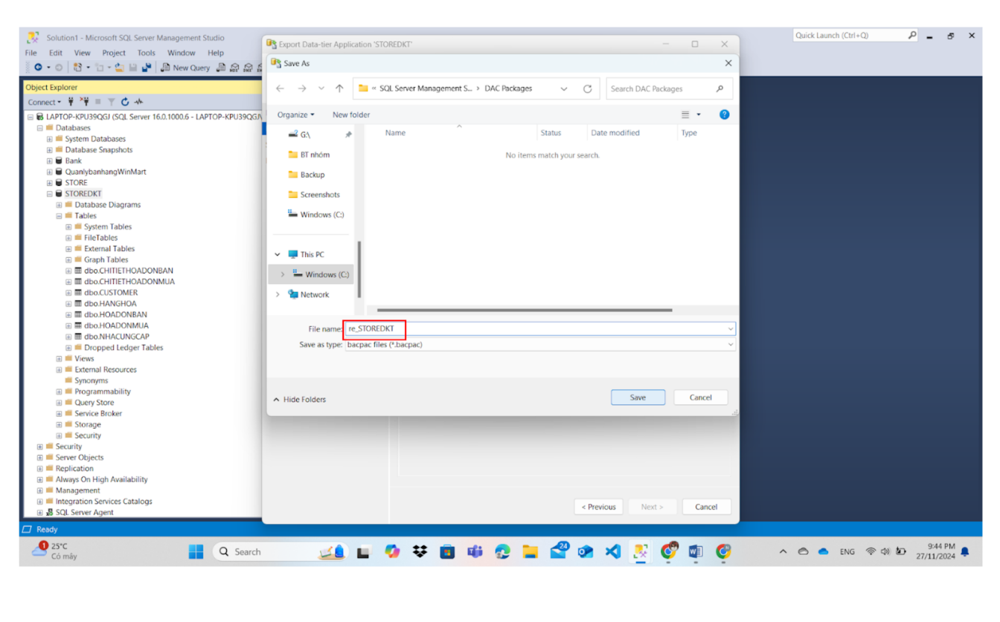 Solution1 - Microsoft SQL Server Management Studio
Quick Launch (Ctrl+Q)
File Edit View Project Tools Window Help
New Query
Object Explorer
Connect
LAPTOP-KPU39QGJ (SQL Server 16.0.1000.6 - LAPTOP-KPU39QGJ\
Databases
System Databases
Database Snapshots
Bank
QuanlybanhangWinMart
STORE
STOREDKT
Database Diagrams
Tables
System Tables
FileTables
External Tables
Graph Tables
dbo.CHITIETHOADONBAN
dbo.CHITIETHOADONMUA
dbo.CUSTOMER
dbo.HANGHOA
dbo.HOADONBAN
dbo.HOADONMUA
dbo.NHACUNGCAP
Dropped Ledger Tables
Views
External Resources
Synonyms
Programmability
Query Store
Service Broker
Storage
Security
Security
Server Objects
Replication
Always On High Availability
Management
Integration Services Catalogs
SQL Server Agent
Ready
Export Data-tier Application 'STOREDKT'
Save As
« SQL Server Management S... › DAC Packages
Search DAC Packages
Organize
New folder
G:\
BT nhóm
Backup
Screenshots
Windows (C:)
This PC
Windows (C:)
Network
Name Status Date modified Type
No items match your search.
File name: re_STOREDKT
Save as type: bacpac files (*.bacpac)
Hide Folders
Save Cancel
< Previous Next > Cancel
1
25°C
Có mây
Search
24
ENG
9:44 PM
27/11/2024